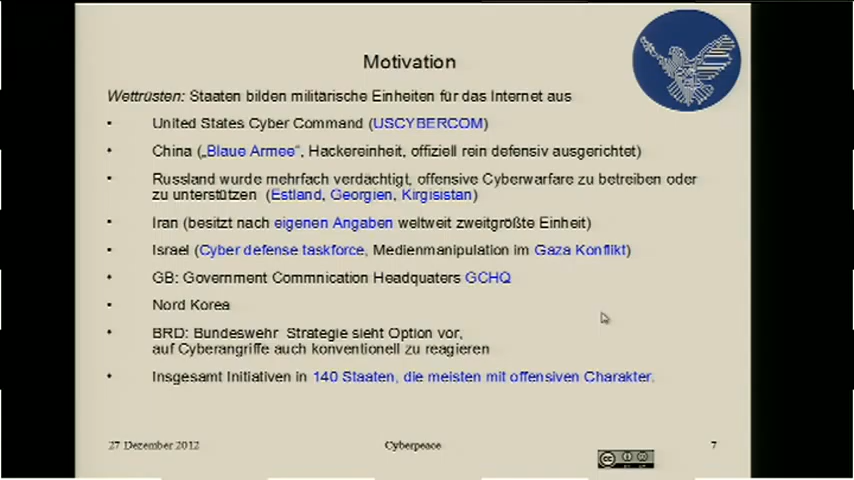 Motivation
Wettrüsten: Staaten bilden militärische Einheiten für das Internet aus
• United States Cyber Command (USCYBERCOM)
• China („Blaue Armee“, Hackereinheit, offiziell rein defensiv ausgerichtet)
• Russland wurde mehrfach verdächtigt, offensive Cyberwarfare zu betreiben oder
zu unterstützen (Estland, Georgien, Kirgisistan)
• Iran (besitzt nach eigenen Angaben weltweit zweitgrößte Einheit)
• Israel (Cyber defense taskforce, Medienmanipulation im Gaza Konflikt)
• GB: Government Commnication Headquaters GCHQ
• Nord Korea
• BRD: Bundeswehr Strategie sieht Option vor,
auf Cyberangriffe auch konventionell zu reagieren
• Insgesamt Initiativen in 140 Staaten, die meisten mit offensiven Charakter.
27 Dezember 2012 Cyberpeace 7